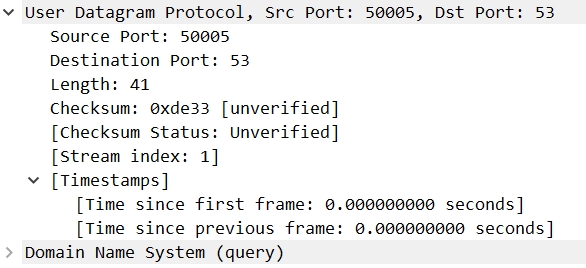 User Datagram Protocol, Src Port: 50005, Dst Port: 53
Source Port: 50005
Destination Port: 53
Length: 41
Checksum: 0xde33 [unverified]
[Checksum Status: Unverified]
[Stream index: 1]
[Timestamps]
[Time since first frame: 0.000000000 seconds]
[Time since previous frame: 0.000000000 seconds]
Domain Name System (query)